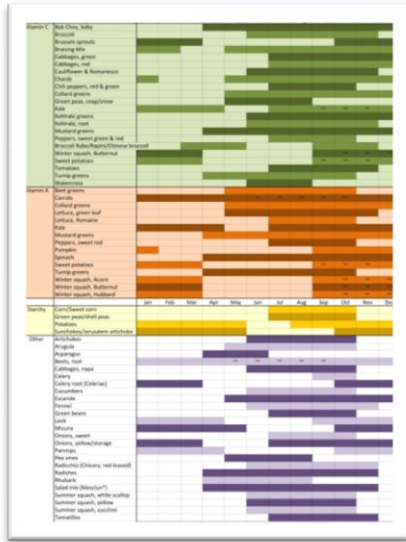 Vitamin C Bok Choy, baby
Broccoli
Brussels sprouts
Braising Mix
Cabbages, green
Cabbages, red
Cauliflower & Romanesco
Chards
Chili peppers, red & green
Collard greens
Green peas, snap/snow
Kale
Kohlrabi greens
Kohlrabi, root
Mustard greens
Peppers, sweet green & red
Broccoli Rabe/Rapini/Chinese broccoli
Winter squash, Butternut
Sweet potatoes
Tomatoes
Turnip greens
Watercress
Vitamin A Beet greens
Carrots
Collard greens
Lettuce, green leaf
Lettuce, Romaine
Kale
Mustard greens
Peppers, sweet red
Pumpkin
Spinach
Sweet potatoes
Turnip greens
Winter squash, Acorn
Winter squash, Butternut
Winter squash, Hubbard
Jan Feb Mar Apr May Jun Jul Aug Sep Oct Nov De
Starchy Corn/Sweet corn
Green peas/shell peas
Potatoes
Sunchokes/Jerusalem artichoke
Other Artichokes
Arugula
Asparagus
Beets, root
Cabbages, napa
Celery
Celery root (Celeriac)
Cucumbers
Escarole
Fennel
Green beans
Leek
Mizuna
Onions, sweet
Onions, yellow/storage
Parsnips
Pea vines
Radicchio (Chicory, red-leaved)
Radishes
Rhubarb
Salad mix (Mesclun*)
Summer squash, white scallop
Summer squash, yellow
Summer squash, zucchini
Tomatillos